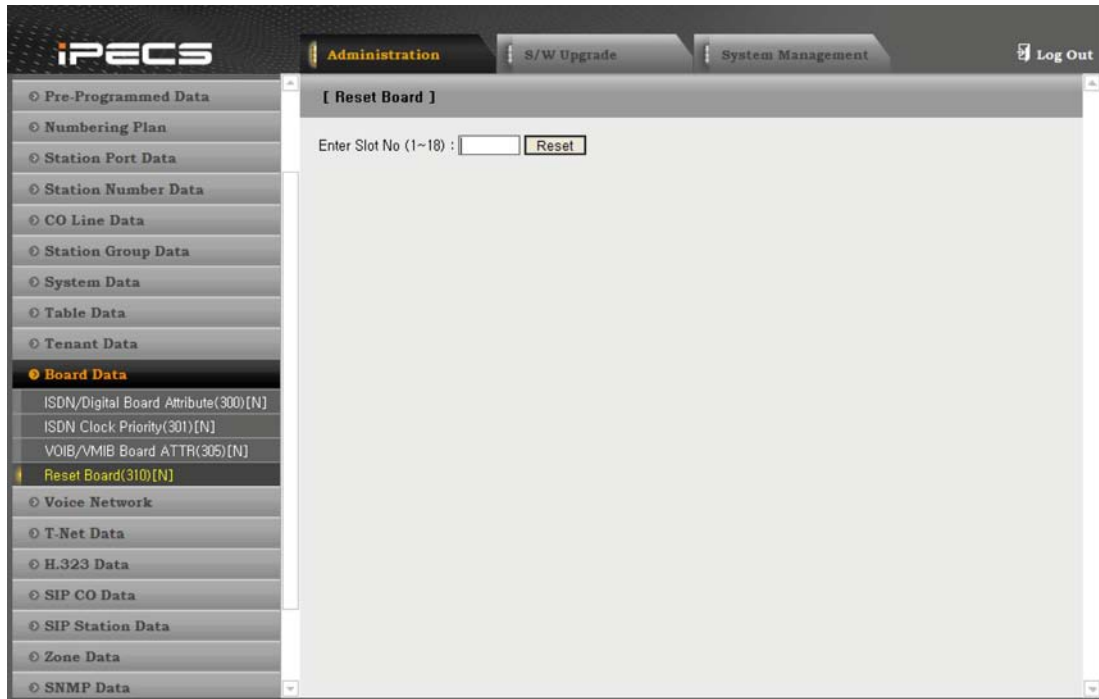 iPECS
Administration
S/W Upgrade
System Management
Log Out
Pre-Programmed Data
Numbering Plan
Station Port Data
Station Number Data
CO Line Data
Station Group Data
System Data
Table Data
Tenant Data
Board Data
ISDN/Digital Board Attribute(300)[N]
ISDN Clock Priority(301)[N]
VOIB/VMIB Board ATTR(305)[N]
Reset Board(310)[N]
Voice Network
T-Net Data
H.323 Data
SIP CO Data
SIP Station Data
Zone Data
SNMP Data
[ Reset Board ]
Enter Slot No (1~18) : Reset